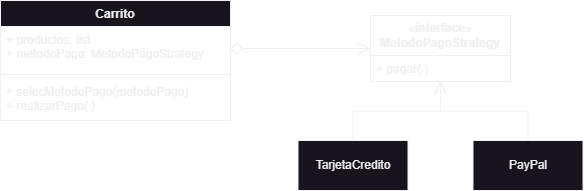 Carrito
+ productos: list
+ metodoPago: MetodoPagoStrategy
+ selecMetodoPago(metodoPago)
+ realizarPago( )
«interface»
MetodoPagoStrategy
+ pagar( )
TarjetaCredito
PayPal